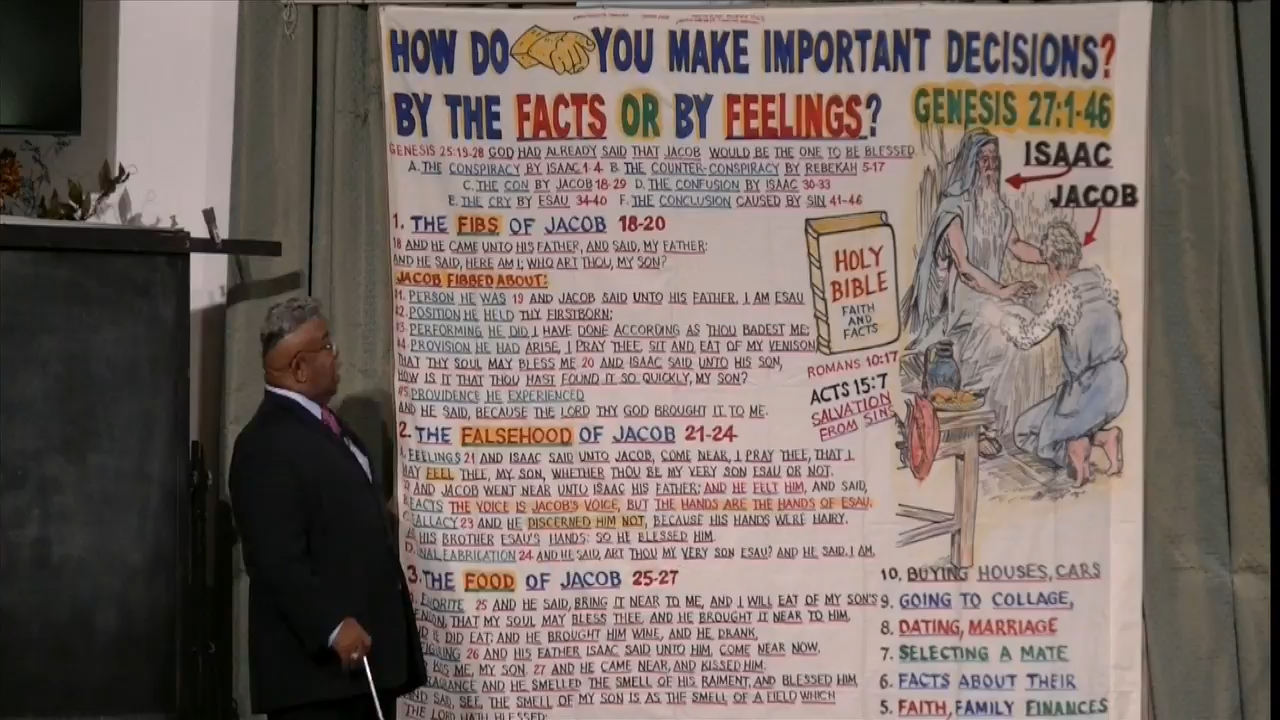 HOW DO YOU MAKE IMPORTANT DECISIONS?
BY THE FACTS OR BY FEELINGS?
GENESIS 27:1-46
GENESIS 25:19-28 GOD HAD ALREADY SAID THAT JACOB WOULD BE THE ONE TO BE BLESSED
A. THE CONSPIRACY BY ISAAC 1-4 B. THE COUNTER-CONSPIRACY BY REBEKAH 5-17
C. THE CON BY JACOB 18-29 D. THE CONFUSION BY ISAAC 30-33
E. THE CRY BY ESAU 34-40 F. THE CONCLUSION CAUSED BY SIN 41-46
ISAAC
JACOB
1. THE FIBS OF JACOB 18-20
18 AND HE CAME UNTO HIS FATHER, AND SAID, MY FATHER:
AND HE SAID, HERE AM I; WHO ART THOU, MY SON?
JACOB FIBBED ABOUT:
#1. PERSON HE WAS 19 AND JACOB SAID UNTO HIS FATHER, I AM ESAU
#2. POSITION HE HELD THY FIRSTBORN;
#3. PERFORMING HE DID I HAVE DONE ACCORDING AS THOU BADEST ME:
#4 PROVISION HE HAD ARISE, I PRAY THEE, SIT AND EAT OF MY VENISON,
THAT THY SOUL MAY BLESS ME. 20 AND ISAAC SAID UNTO HIS SON,
HOW IS IT THAT THOU HAST FOUND IT SO QUICKLY, MY SON?
#5 PROVIDENCE HE EXPERIENCED
AND HE SAID, BECAUSE THE LORD THY GOD BROUGHT IT TO ME.
HOLY
BIBLE
FAITH
AND
FACTS
ROMANS 10:17
ACTS 15:7
SALVATION
FROM SINS
2. THE FALSEHOOD OF JACOB 21-24
FEELINGS 21 AND ISAAC SAID UNTO JACOB, COME NEAR, I PRAY THEE, THAT I
MAY FEEL THEE, MY SON, WHETHER THOU BE MY VERY SON ESAU OR NOT.
AND JACOB WENT NEAR UNTO ISAAC HIS FATHER; AND HE FELT HIM, AND SAID,
FACTS THE VOICE IS JACOB'S VOICE, BUT THE HANDS ARE THE HANDS OF ESAU.
FALLACY 23 AND HE DISCERNED HIM NOT, BECAUSE HIS HANDS WERE HAIRY,
HIS BROTHER ESAU'S HANDS: SO HE BLESSED HIM.
FABRICATION 24 AND HE SAID, ART THOU MY VERY SON ESAU? AND HE SAID, I AM.
3. THE FOOD OF JACOB 25-27
25 AND HE SAID, BRING IT NEAR TO ME, AND I WILL EAT OF MY SON'S
THAT MY SOUL MAY BLESS THEE. AND HE BROUGHT IT NEAR TO HIM,
DID EAT: AND HE BROUGHT HIM WINE, AND HE DRANK.
26 AND HIS FATHER ISAAC SAID UNTO HIM, COME NEAR NOW,
ME, MY SON. 27 AND HE CAME NEAR, AND KISSED HIM:
AND HE SMELLED THE SMELL OF HIS RAIMENT, AND BLESSED HIM,
SAID, SEE, THE SMELL OF MY SON IS AS THE SMELL OF A FIELD WHICH
THE LORD HATH BLESSED:
10. BUYING HOUSES, CARS
9. GOING TO COLLAGE,
8. DATING, MARRIAGE
7. SELECTING A MATE
6. FACTS ABOUT THEIR
5. FAITH, FAMILY FINANCES